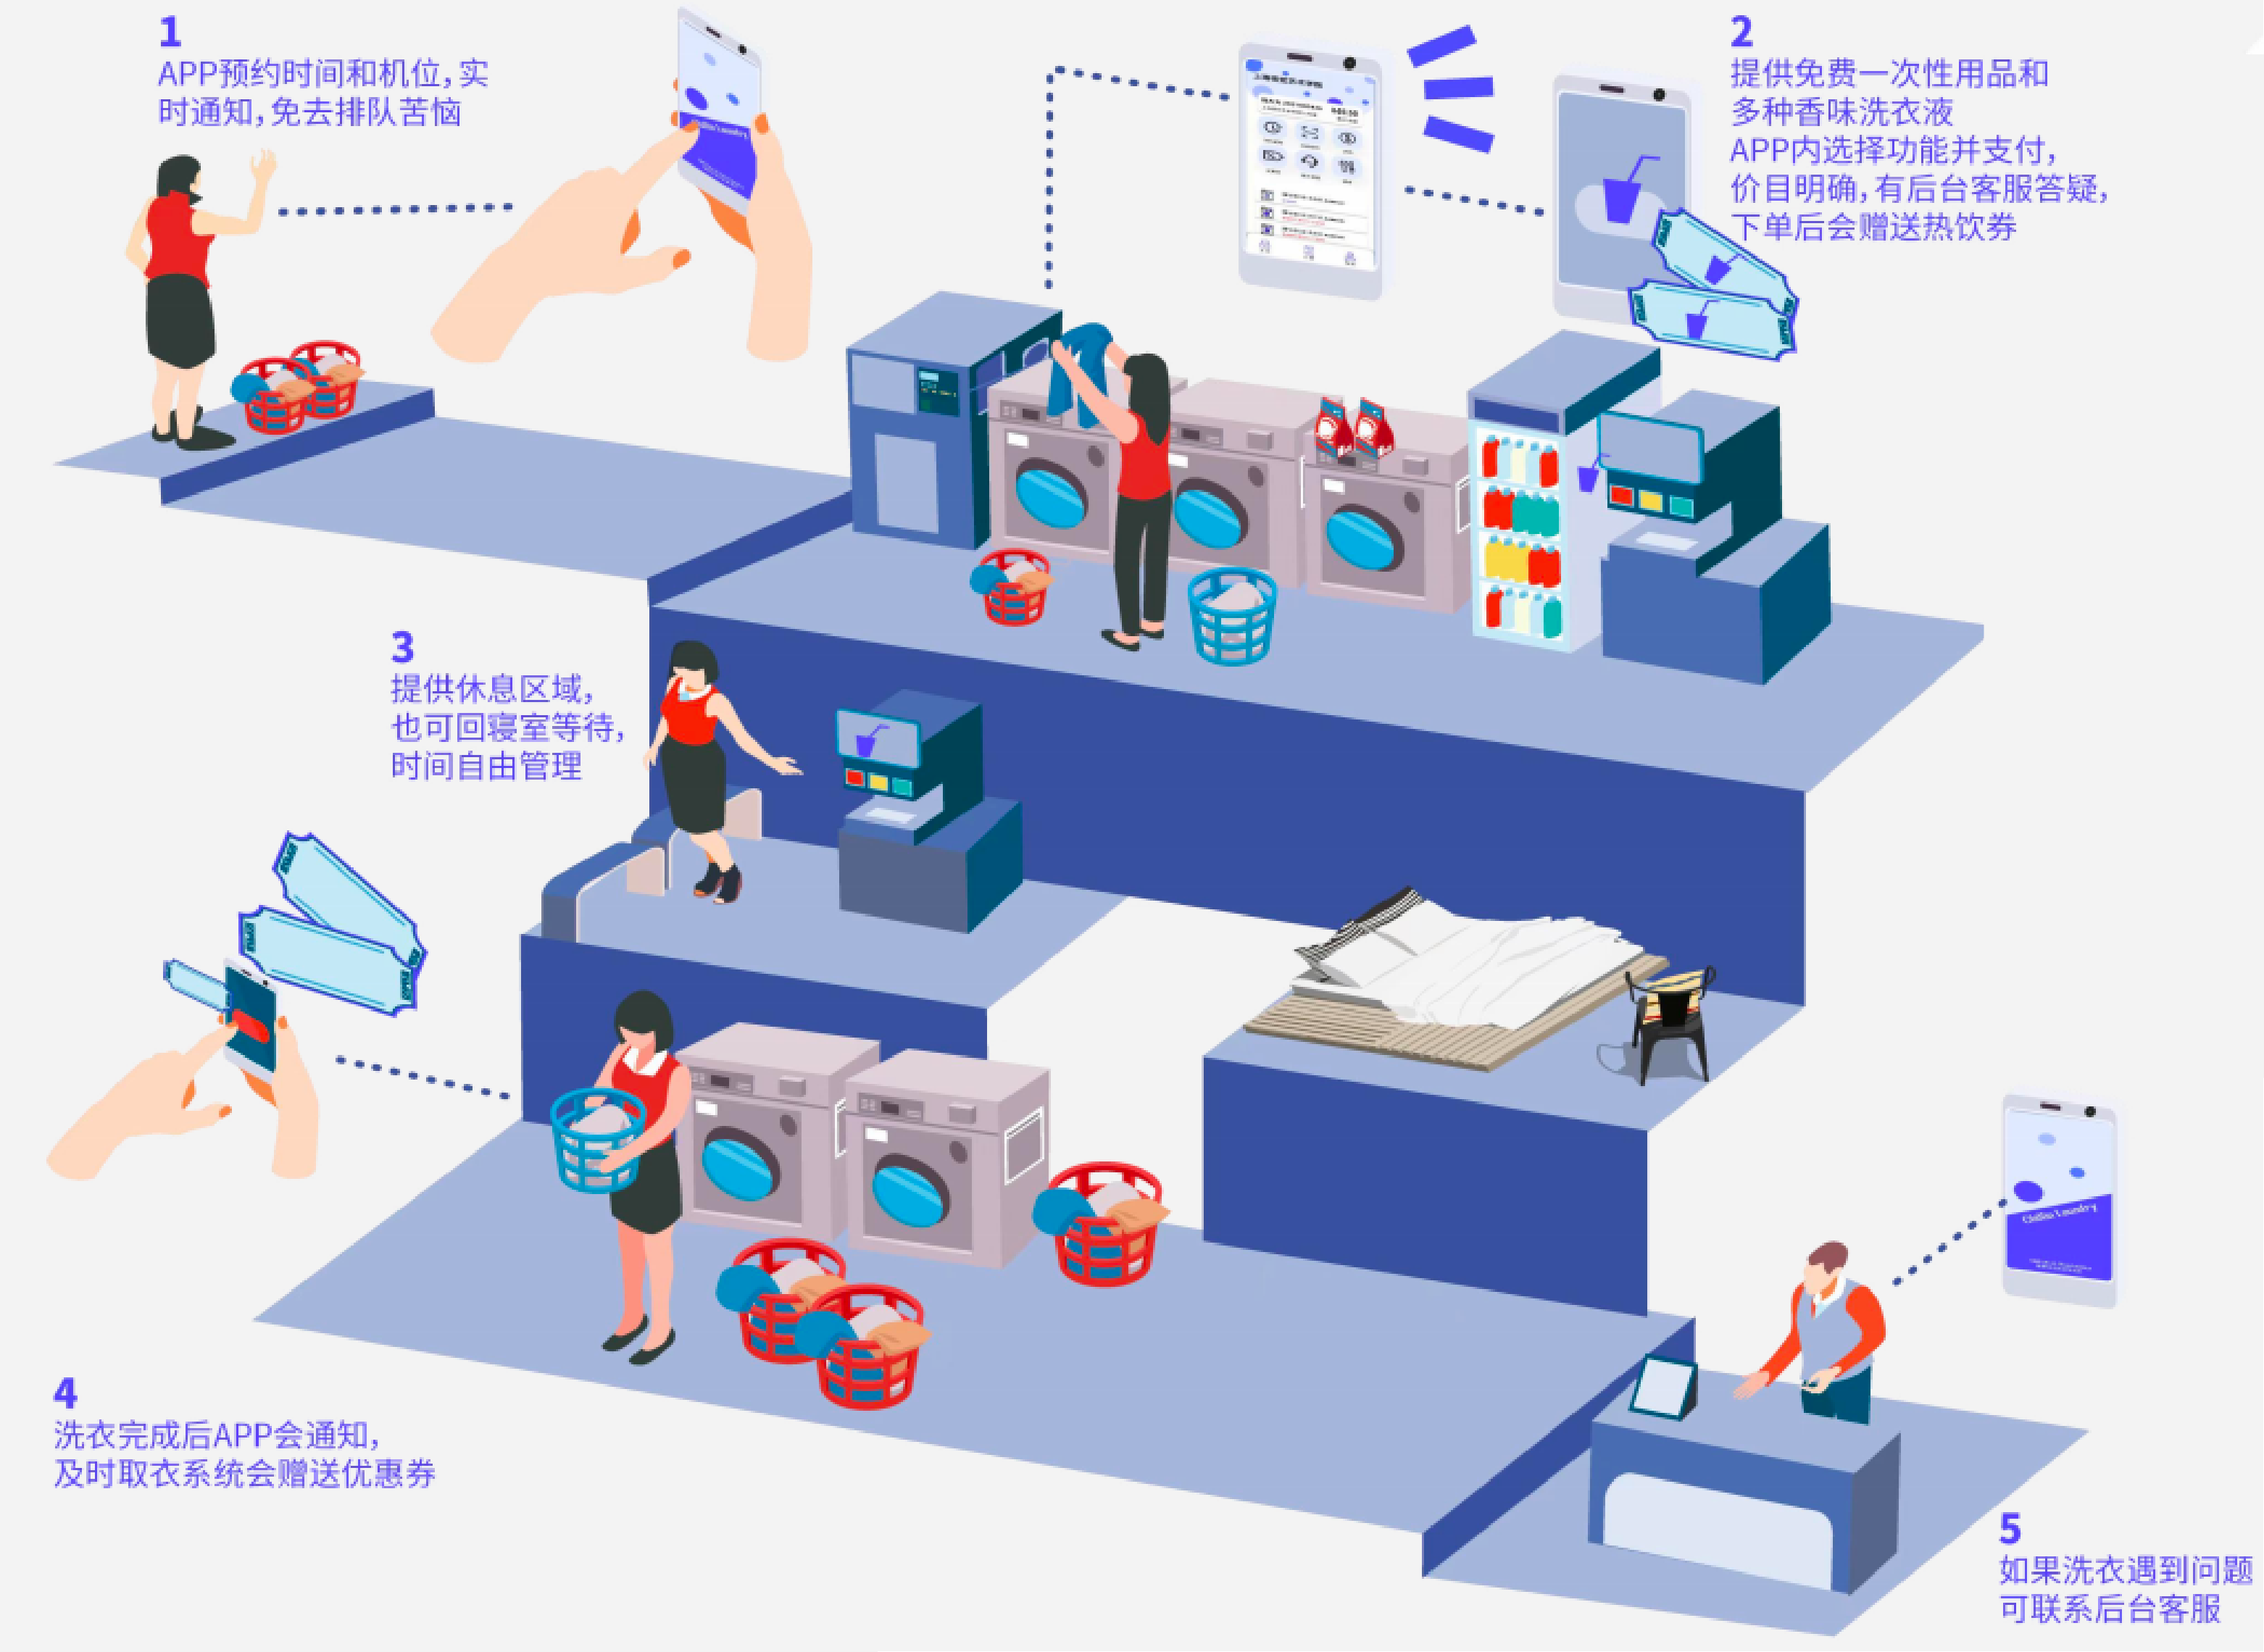 1
APP预约时间和机位,实
时通知,免去排队苦恼
2
提供免费一次性用品和
多种香味洗衣液
APP内选择功能并支付,
价目明确,有后台客服答疑,
下单后会赠送热饮券
3
提供休息区域,
也可回寝室等待,
时间自由管理
4
洗衣完成后APP会通知,
及时取衣系统会赠送优惠券
5
如果洗衣遇到问题
可联系后台客服